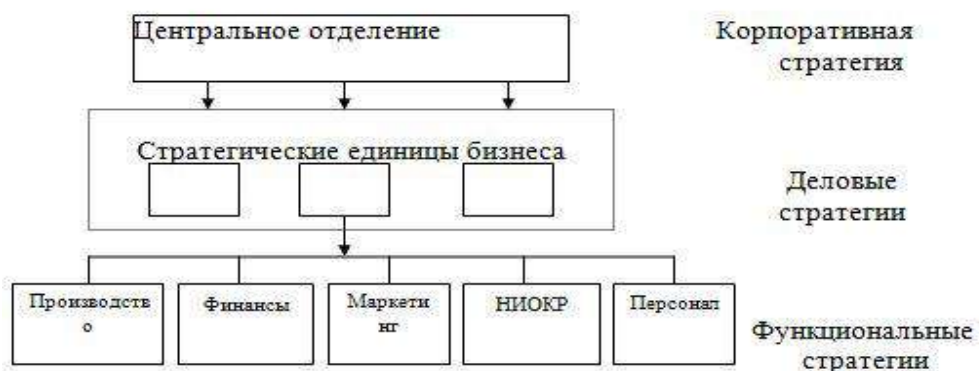 Центральное отделение
Корпоративная
стратегия
Стратегические единицы бизнеса
Деловые
стратегии
Производств
о
Финансы
Маркети
нг
НИОКР
Персонал
Функциональные
стратегии